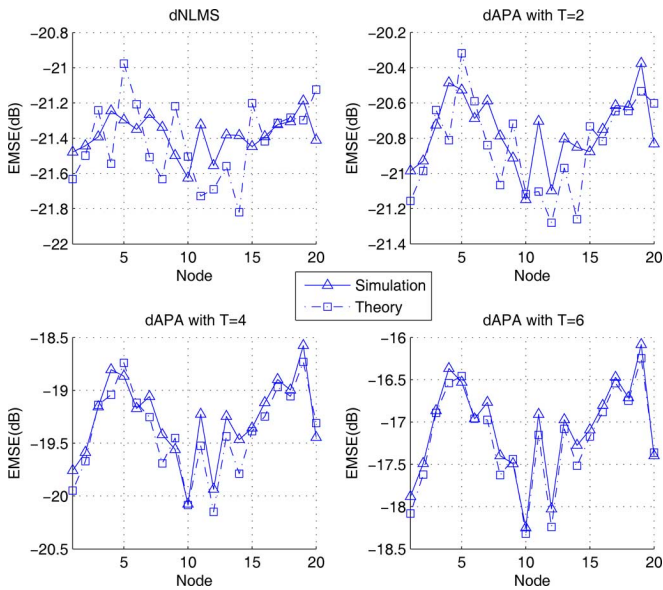 dNLMS
−20.8
−21
−21.2
−21.4
−21.6
−21.8
−22
EMSE(dB)
5 10 15 20
Node
dAPA with T=2
−20.2
−20.4
−20.6
−20.8
−21
−21.2
−21.4
EMSE(dB)
5 10 15 20
Node
Simulation
Theory
dAPA with T=4
−18.5
−19
−19.5
−20
−20.5
EMSE(dB)
5 10 15 20
Node
dAPA with T=6
−16
−16.5
−17
−17.5
−18
−18.5
EMSE(dB)
5 10 15 20
Node